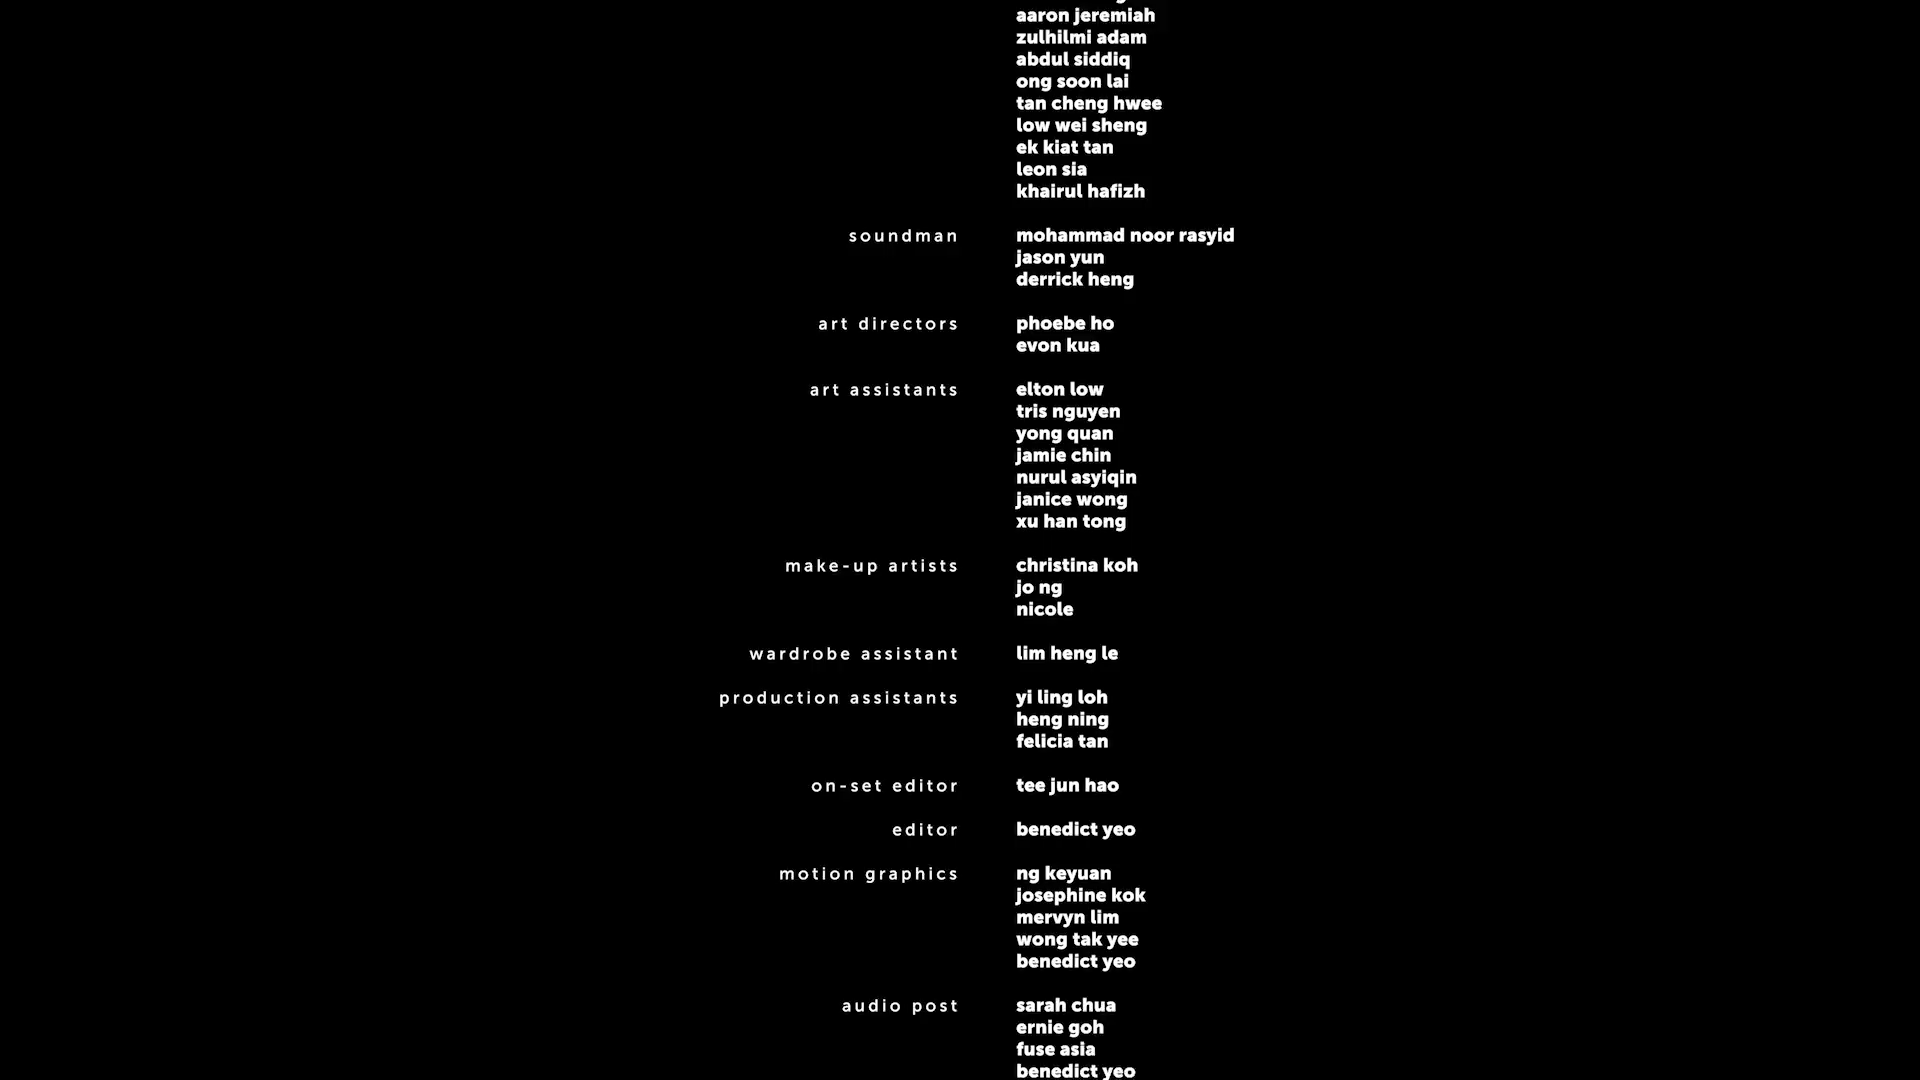 aaron jeremiah
zulhilmi adam
abdul siddiq
ong soon lai
tan cheng hwee
low wei sheng
ek kiat tan
leon sia
khairul hafizh
soundman mohammad noor rasyid
jason yun
derrick heng
art directors phoebe ho
evon kua
art assistants elton low
tris nguyen
yong quan
jamie chin
nurul asyiqin
janice wong
xu han tong
make-up artists christina koh
jo ng
nicole
wardrobe assistant lim heng le
production assistants yi ling loh
heng ning
felicia tan
on-set editor tee jun hao
editor benedict yeo
motion graphics ng keyuan
josephine kok
mervyn lim
wong tak yee
benedict yeo
audio post sarah chua
ernie goh
fuse asia
benedict yeo